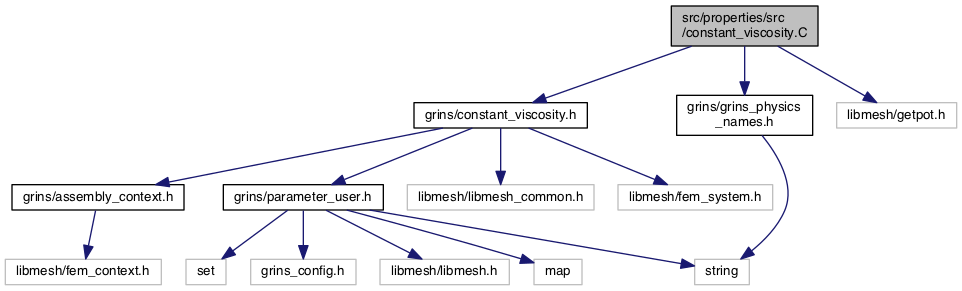 src/properties/src
/constant_viscosity.C
grins/constant_viscosity.h
grins/grins_physics
_names.h
libmesh/getpot.h
grins/assembly_context.h
grins/parameter_user.h
libmesh/libmesh_common.h
libmesh/fem_system.h
libmesh/fem_context.h
set
grins_config.h
libmesh/libmesh.h
map
string